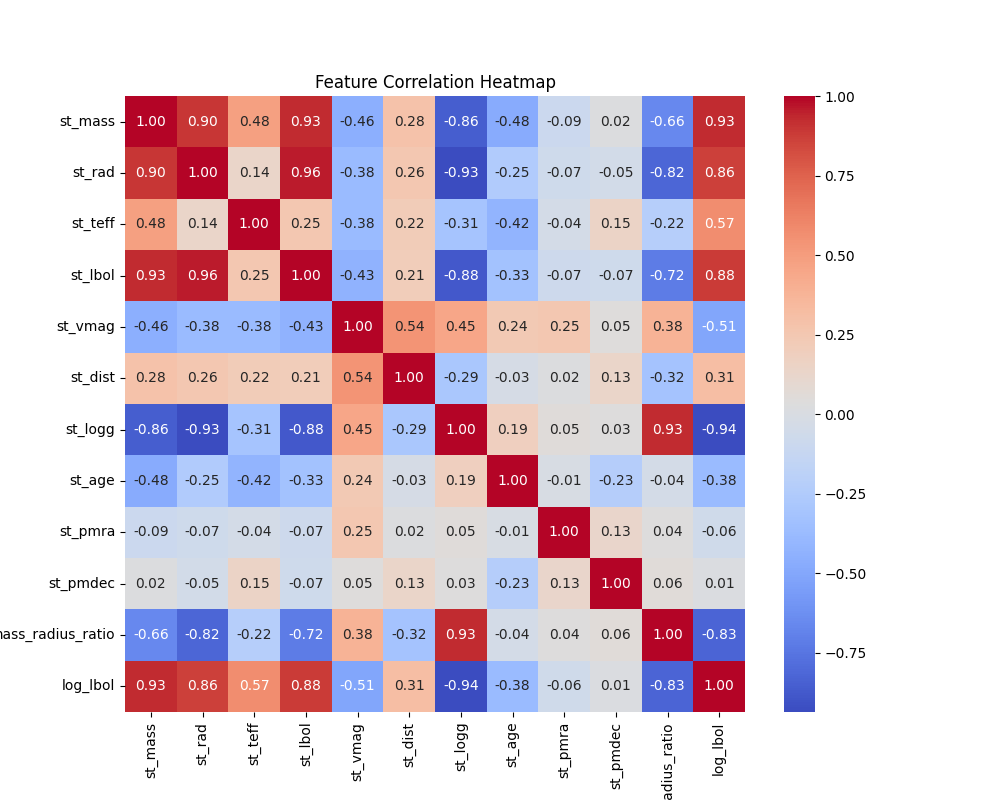 Feature Correlation Heatmap
st_mass 1.00 0.90 0.48 0.93 -0.46 0.28 -0.86 -0.48 -0.09 0.02 -0.66 0.93
st_rad 0.90 1.00 0.14 0.96 -0.38 0.26 -0.93 -0.25 -0.07 -0.05 -0.82 0.86
st_teff 0.48 0.14 1.00 0.25 -0.38 0.22 -0.31 -0.42 -0.04 0.15 -0.22 0.57
st_lbol 0.93 0.96 0.25 1.00 -0.43 0.21 -0.88 -0.33 -0.07 -0.07 -0.72 0.88
st_vmag -0.46 -0.38 -0.38 -0.43 1.00 0.54 0.45 0.24 0.25 0.05 0.38 -0.51
st_dist 0.28 0.26 0.22 0.21 0.54 1.00 -0.29 -0.03 0.02 0.13 -0.32 0.31
st_logg -0.86 -0.93 -0.31 -0.88 0.45 -0.29 1.00 0.19 0.05 0.03 0.93 -0.94
st_age -0.48 -0.25 -0.42 -0.33 0.24 -0.03 0.19 1.00 -0.01 -0.23 -0.04 -0.38
st_pmra -0.09 -0.07 -0.04 -0.07 0.25 0.02 0.05 -0.01 1.00 0.13 0.04 -0.06
st_pmdec 0.02 -0.05 0.15 -0.07 0.05 0.13 0.03 -0.23 0.13 1.00 0.06 0.01
ass_radius_ratio -0.66 -0.82 -0.22 -0.72 0.38 -0.32 0.93 -0.04 0.04 0.06 1.00 -0.83
log_lbol 0.93 0.86 0.57 0.88 -0.51 0.31 -0.94 -0.38 -0.06 0.01 -0.83 1.00
st_mass
st_rad
st_teff
st_lbol
st_vmag
st_dist
st_logg
st_age
st_pmra
st_pmdec
adius_ratio
log_lbol
1.00
0.75
0.50
0.25
0.00
−0.25
−0.50
−0.75